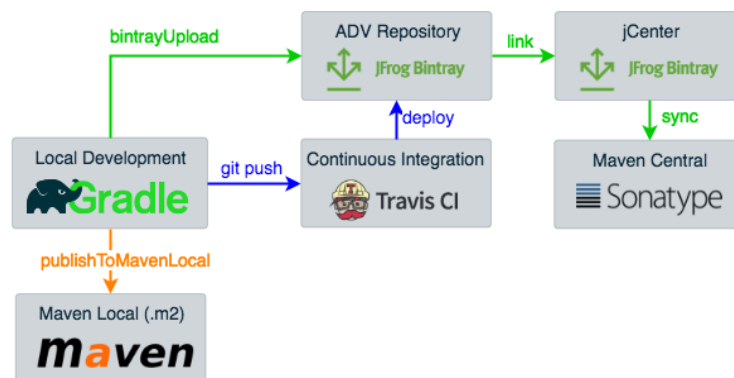 bintrayUpload
ADV Repository
JFrog Bintray
link
jCenter
JFrog Bintray
deploy
sync
Local Development
Gradle
git push
Continuous Integration
Travis CI
Maven Central
Sonatype
publishToMavenLocal
Maven Local (.m2)
maven